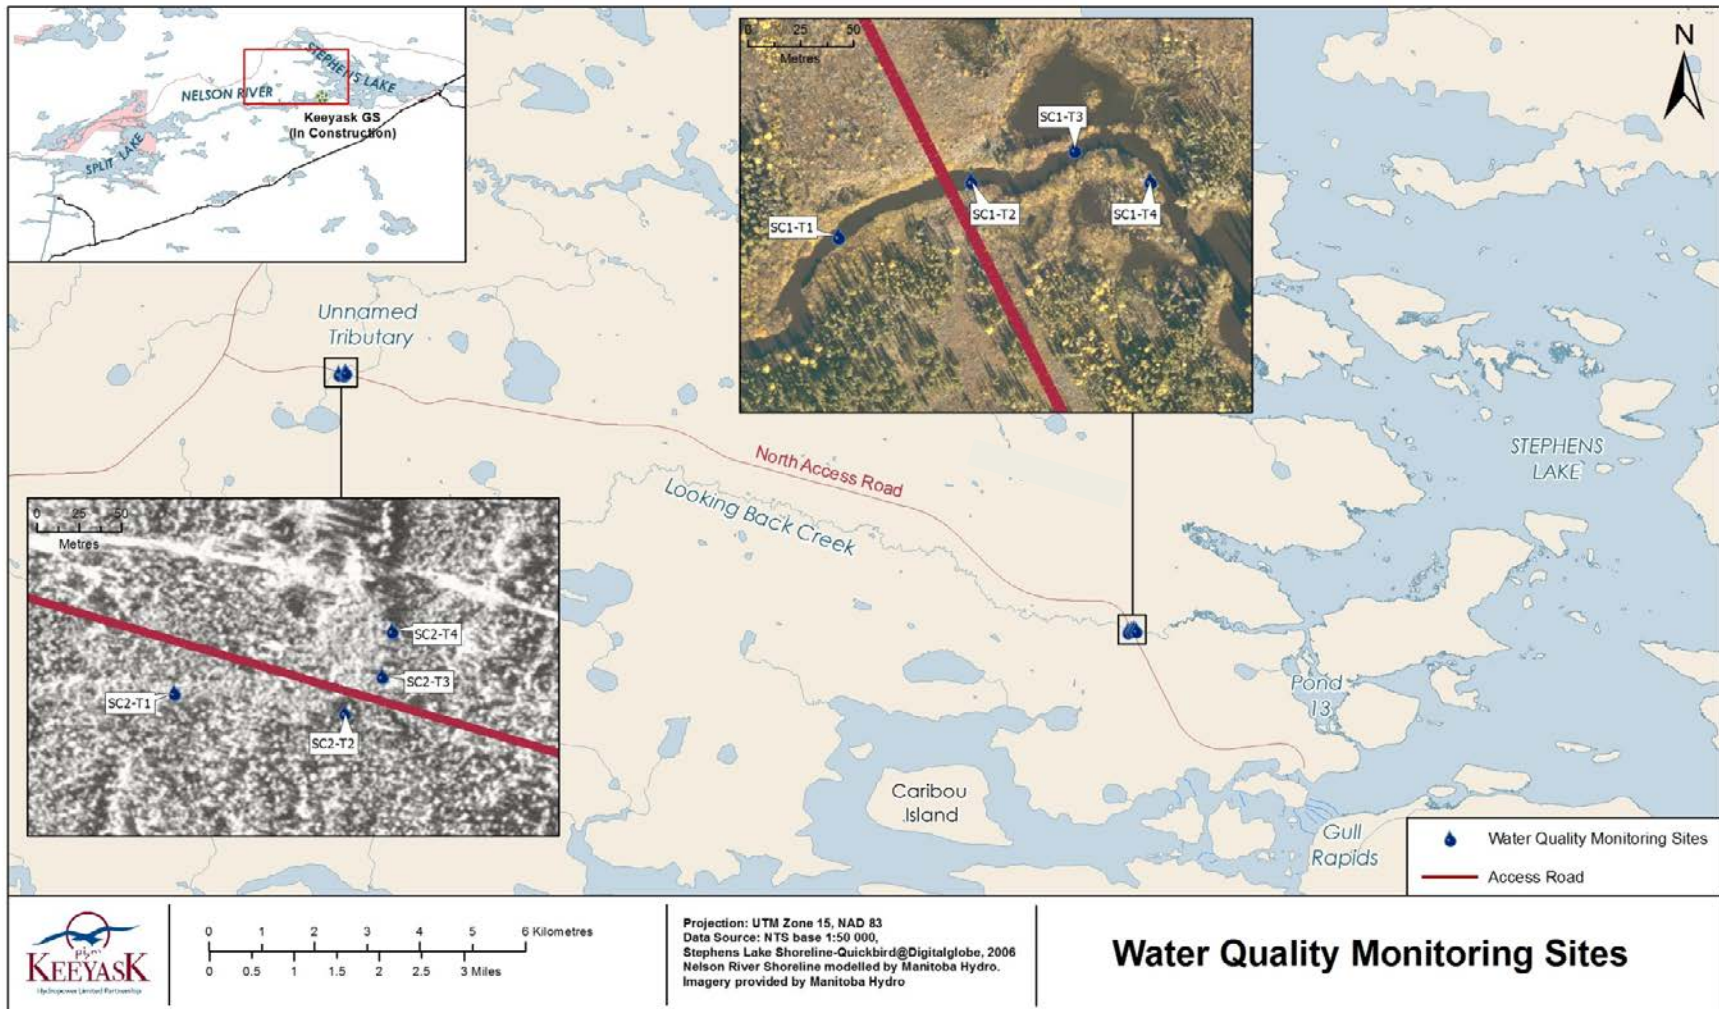 STEPHENS LAKE
NELSON RIVER
Keeyask GS
(In Construction)
SPLIT LAKE
0 25 50
Metres
SC1-T3
SC1-T2
SC1-T4
SC1-T1
N
Unnamed
Tributary
North Access Road
Looking Back Creek
STEPHENS
LAKE
0 25 50
Metres
SC2-T4
SC2-T3
SC2-T1
SC2-T2
Pond
13
Caribou
Island
Gull
Rapids
Water Quality Monitoring Sites
Access Road
KEEYASK
Hydropower Limited Partnership
0 1 2 3 4 5 6 Kilometres
0 0.5 1 1.5 2 2.5 3 Miles
Projection: UTM Zone 15, NAD 83
Data Source: NTS base 1:50 000,
Stephens Lake Shoreline-Quickbird@Digitalglobe, 2006
Nelson River Shoreline modelled by Manitoba Hydro.
Imagery provided by Manitoba Hydro
Water Quality Monitoring Sites